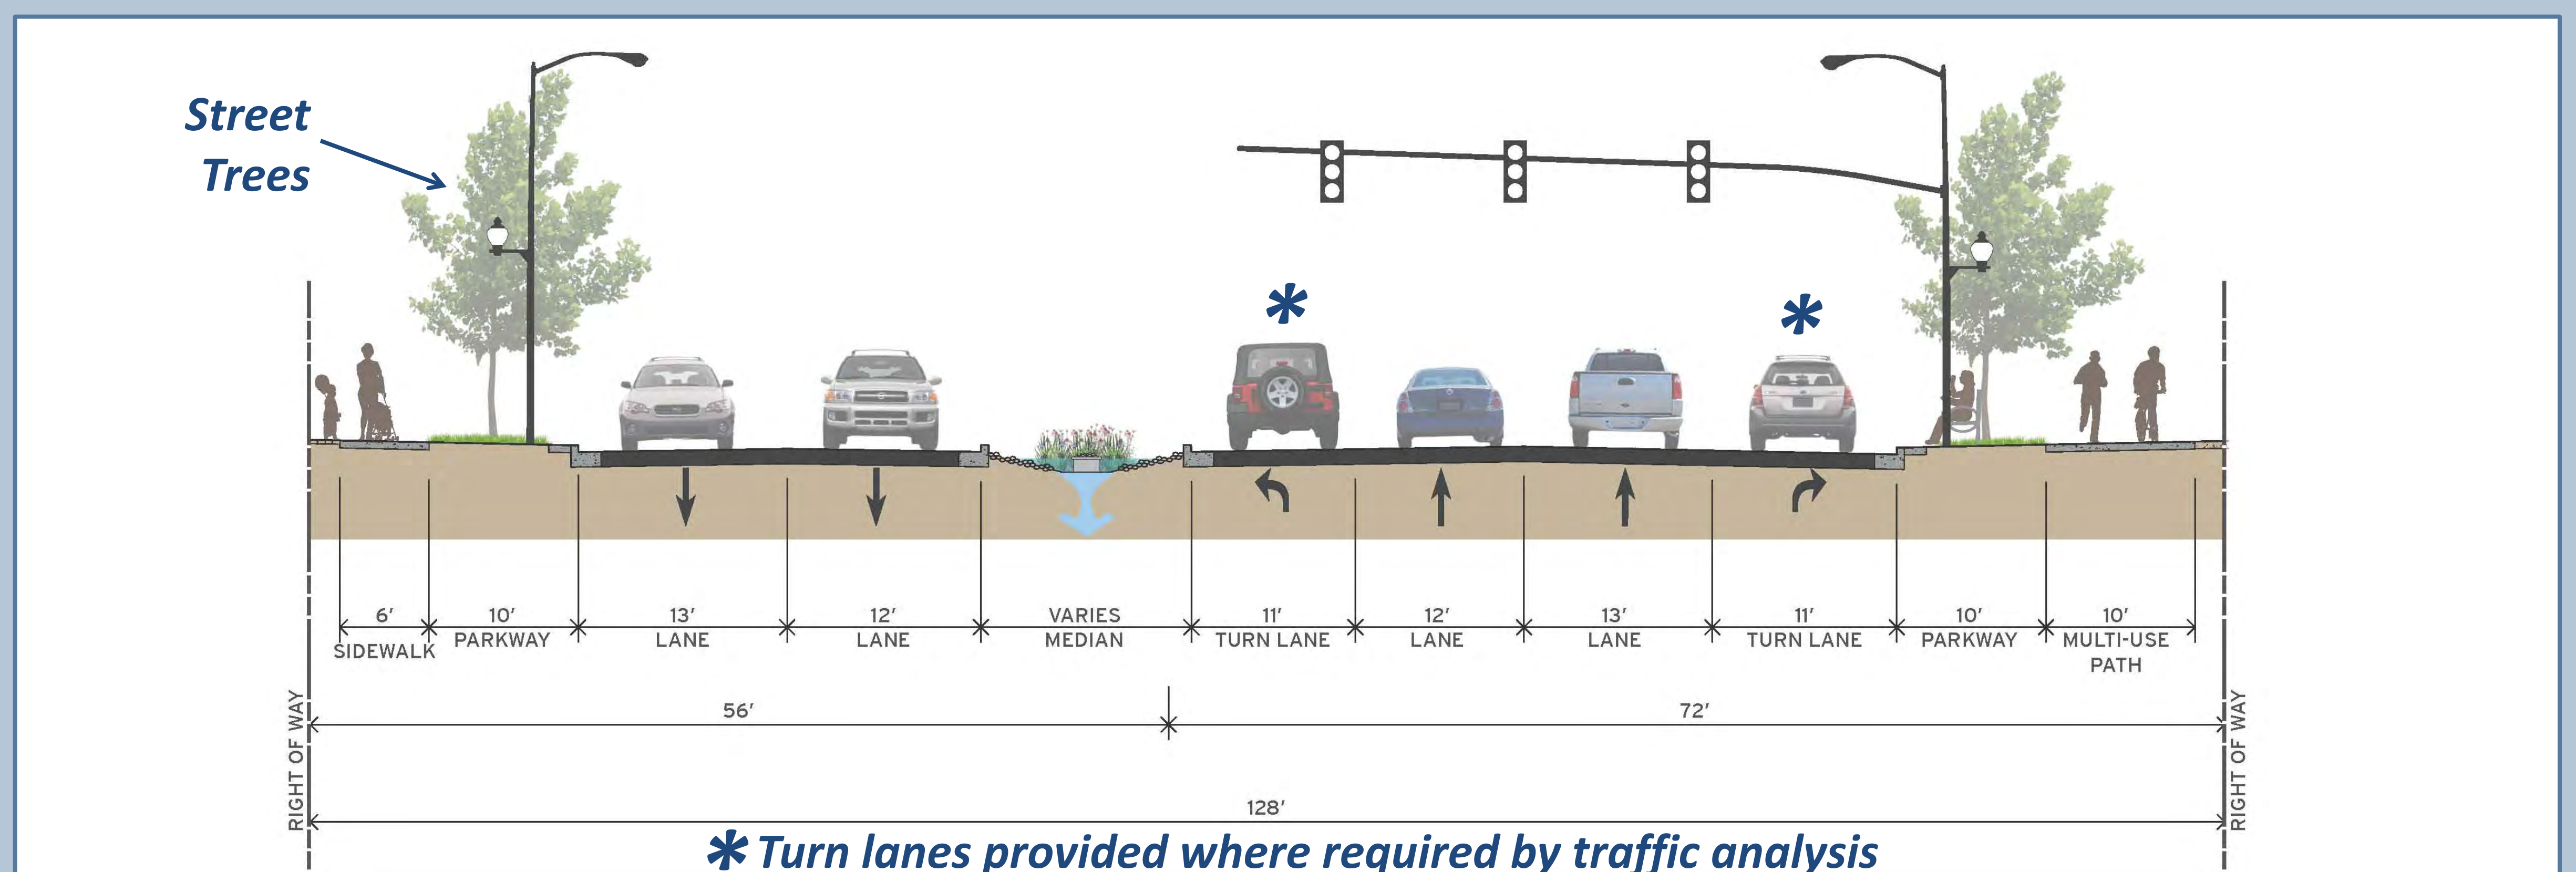 Street
Trees
*
*
6' 10' 13' 12' VARIES 11' 12' 13' 11' 10' 10'
SIDEWALK PARKWAY LANE LANE MEDIAN TURN LANE LANE LANE TURN LANE PARKWAY MULTI-USE
PATH
56' 72'
RIGHT OF WAY
RIGHT OF WAY
128'
* Turn lanes provided where required by traffic analysis